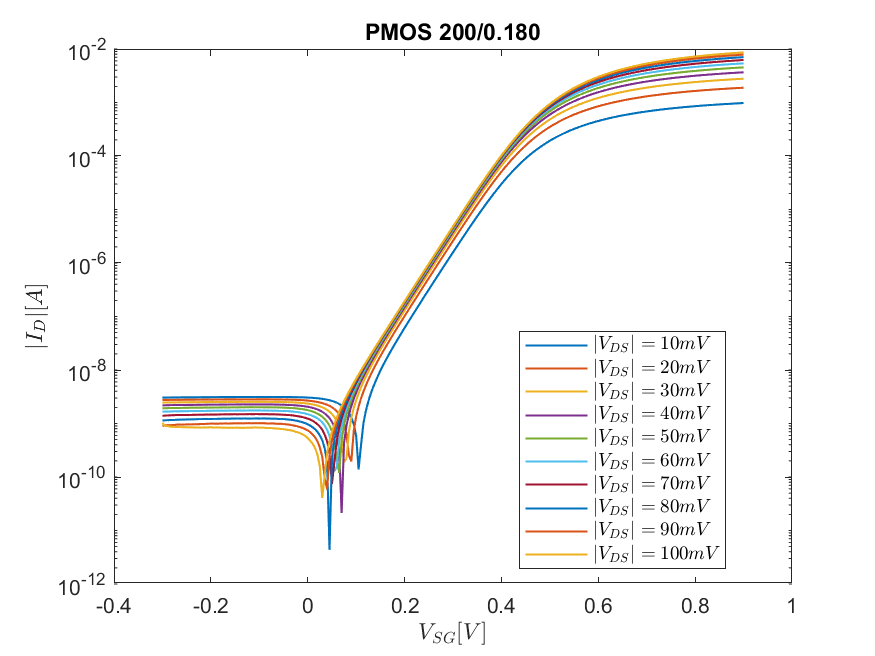 PMOS 200/0.180
10^-2
10^-4
10^-6
10^-8
10^-10
10^-12
|I_D|[A]
|V_DS| = 10mV
|V_DS| = 20mV
|V_DS| = 30mV
|V_DS| = 40mV
|V_DS| = 50mV
|V_DS| = 60mV
|V_DS| = 70mV
|V_DS| = 80mV
|V_DS| = 90mV
|V_DS| = 100mV
-0.4 -0.2 0 0.2 0.4 0.6 0.8 1
V_SG[V]